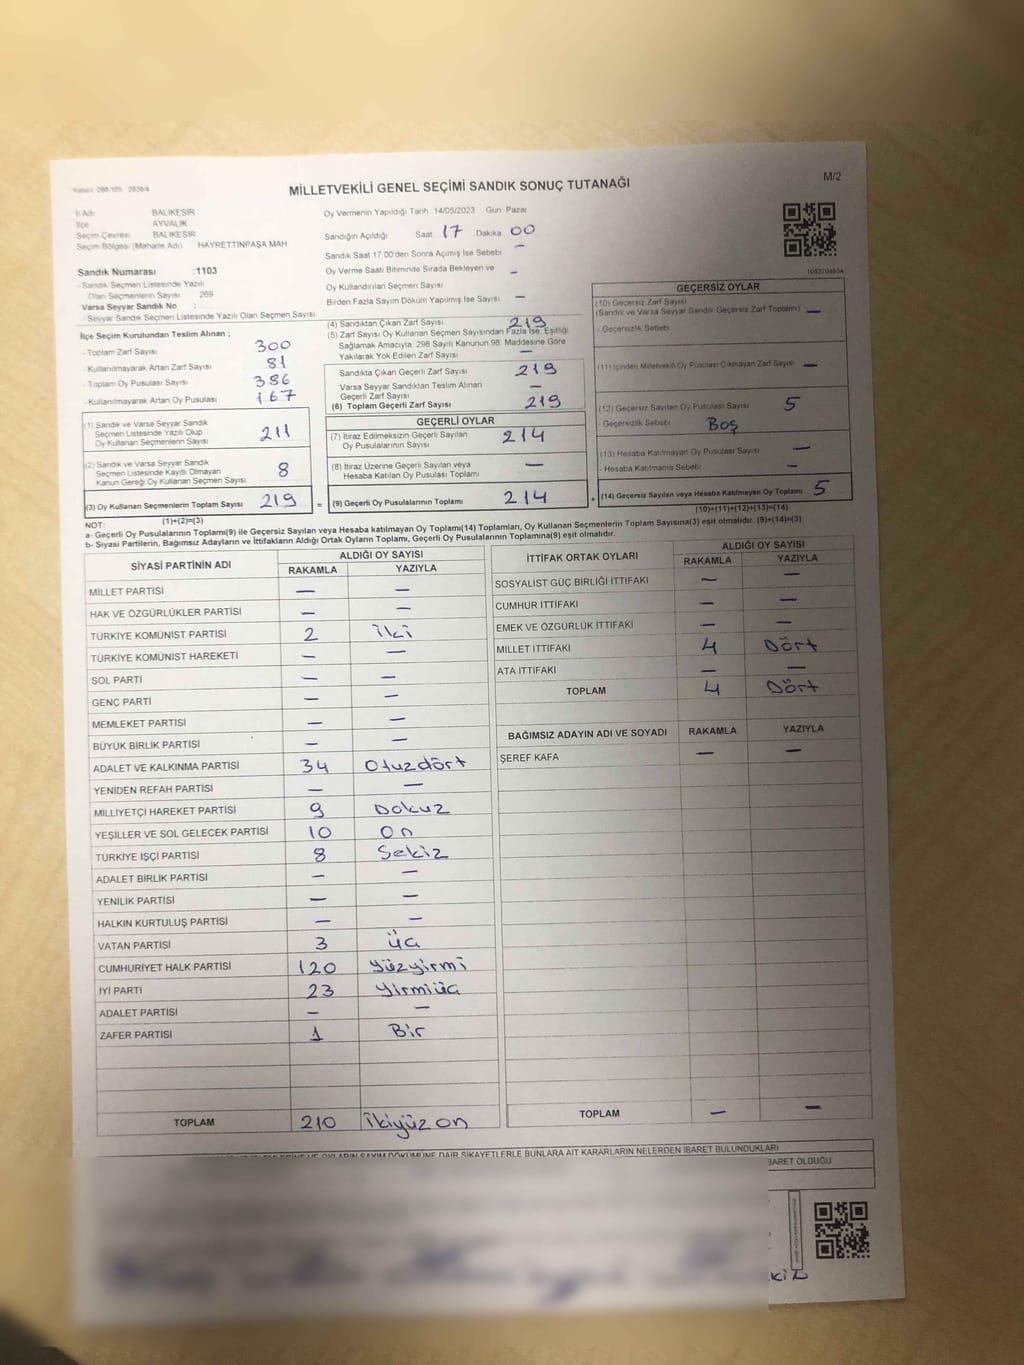 MİLLETVEKİLİ GENEL SEÇİMİ SANDIK SONUÇ TUTANAĞI
M/2
İl Adı BALIKESİR
İlçe AYVALIK
Seçim Çevresi BALIKESİR
Seçim Bölgesi (Mahalle Adı) HAYRETTİNPAŞA MAH
Sandık Numarası :1103
- Sandık Seçmen Listesinde Yazılı
Olan Seçmenlerin Sayısı 269
Varsa Seyyar Sandık No :
- Seyyar Sandık Seçmen Listesinde Yazılı Olan Seçmen Sayısı
Oy Vermenin Yapıldığı Tarih 14/05/2023 Gün Pazar
Sandığın Açıldığı Saat 17 Dakika 00
Sandık Saat 17:00'den Sonra Açılmış İse Sebebi -
Oy Verme Saati Bitiminde Sırada Bekleyen ve -
Oy Kullandırılan Seçmen Sayısı
Birden Fazla Sayım Döküm Yapılmış İse Sayısı -
1083204604
İlçe Seçim Kurulundan Teslim Alınan ;
- Toplam Zarf Sayısı 300
- Kullanılmayarak Artan Zarf Sayısı 81
- Toplam Oy Pusulası Sayısı 386
- Kullanılmayarak Artan Oy Pusulası 167
(1) Sandık ve Varsa Seyyar Sandık
Seçmen Listesinde Yazılı Olup
Oy Kullanan Seçmenlerin Sayısı 211
(2) Sandık ve Varsa Seyyar Sandık
Seçmen Listesinde Kayıtlı Olmayan
Kanun Gereği Oy Kullanan Seçmen Sayısı 8
(3) Oy Kullanan Seçmenlerin Toplam Sayısı 219
(1)+(2)=(3)
(4) Sandıktan Çıkan Zarf Sayısı 219
(5) Zarf Sayısı Oy Kullanan Seçmen Sayısından Fazla İse, Eşitliği
Sağlamak Amacıyla, 298 Sayılı Kanunun 98. Maddesine Göre
Yakılarak Yok Edilen Zarf Sayısı -
Sandıkta Çıkan Geçerli Zarf Sayısı 219
Varsa Seyyar Sandıktan Teslim Alınan
Geçerli Zarf Sayısı -
(6) Toplam Geçerli Zarf Sayısı 219
GEÇERLİ OYLAR
(7) İtiraz Edilmeksizin Geçerli Sayılan
Oy Pusulalarının Sayısı 214
(8) İtiraz Üzerine Geçerli Sayılan veya
Hesaba Katılan Oy Pusulası Toplamı -
= (9) Geçerli Oy Pusulalarının Toplamı 214
GEÇERSİZ OYLAR
(10) Geçersiz Zarf Sayısı
(Sandık ve Varsa Seyyar Sandık Geçersiz Zarf Toplamı) -
- Geçersizlik Sebebi
(11) İçinden Milletvekili Oy Pusulası Çıkmayan Zarf Sayısı -
(12) Geçersiz Sayılan Oy Pusulası Sayısı 5
- Geçersizlik Sebebi Boş
(13) Hesaba Katılmayan Oy Pusulası Sayısı -
- Hesaba Katılmama Sebebi -
+ (14) Geçersiz Sayılan veya Hesaba Katılmayan Oy Toplamı 5
(10)+(11)+(12)+(13)=(14)
NOT:
a- Geçerli Oy Pusulalarının Toplamı(9) ile Geçersiz Sayılan veya Hesaba katılmayan Oy Toplamı(14) Toplamları, Oy Kullanan Seçmenlerin Toplam Sayısına(3) eşit olmalıdır. (9)+(14)=(3)
b- Siyasi Partilerin, Bağımsız Adayların ve İttifakların Aldığı Ortak Oyların Toplamı, Geçerli Oy Pusulalarının Toplamına(9) eşit olmalıdır.
SİYASİ PARTİNİN ADI ALDIĞI OY SAYISI
RAKAMLA YAZIYLA
MİLLET PARTİSİ - -
HAK VE ÖZGÜRLÜKLER PARTİSİ - -
TÜRKİYE KOMÜNİST PARTİSİ 2 iki
TÜRKİYE KOMÜNİST HAREKETİ - -
SOL PARTİ - -
GENÇ PARTİ - -
MEMLEKET PARTİSİ - -
BÜYÜK BİRLİK PARTİSİ - -
ADALET VE KALKINMA PARTİSİ 34 Otuzdört
YENİDEN REFAH PARTİSİ - -
MİLLİYETÇİ HAREKET PARTİSİ 9 Dokuz
YEŞİLLER VE SOL GELECEK PARTİSİ 10 On
TÜRKİYE İŞÇİ PARTİSİ 8 Sekiz
ADALET BİRLİK PARTİSİ - -
YENİLİK PARTİSİ - -
HALKIN KURTULUŞ PARTİSİ - -
VATAN PARTİSİ 3 Üç
CUMHURİYET HALK PARTİSİ 120 Yüzyirmi
İYİ PARTİ 23 Yirmiüç
ADALET PARTİSİ - -
ZAFER PARTİSİ 1 Bir
TOPLAM 210 İkiyüz on
İTTİFAK ORTAK OYLARI ALDIĞI OY SAYISI
RAKAMLA YAZIYLA
SOSYALİST GÜÇ BİRLİĞİ İTTİFAKI - -
CUMHUR İTTİFAKI - -
EMEK VE ÖZGÜRLÜK İTTİFAKI - -
MİLLET İTTİFAKI 4 Dört
ATA İTTİFAKI - -
TOPLAM 4 Dört
BAĞIMSIZ ADAYIN ADI VE SOYADI RAKAMLA YAZIYLA
ŞEREF KAFA - -
TOPLAM - -
OYLARIN SAYIM DÖKÜMÜNE DAİR ŞİKAYETLERLE BUNLARA AİT KARARLARIN NELERDEN İBARET BULUNDUKLARI